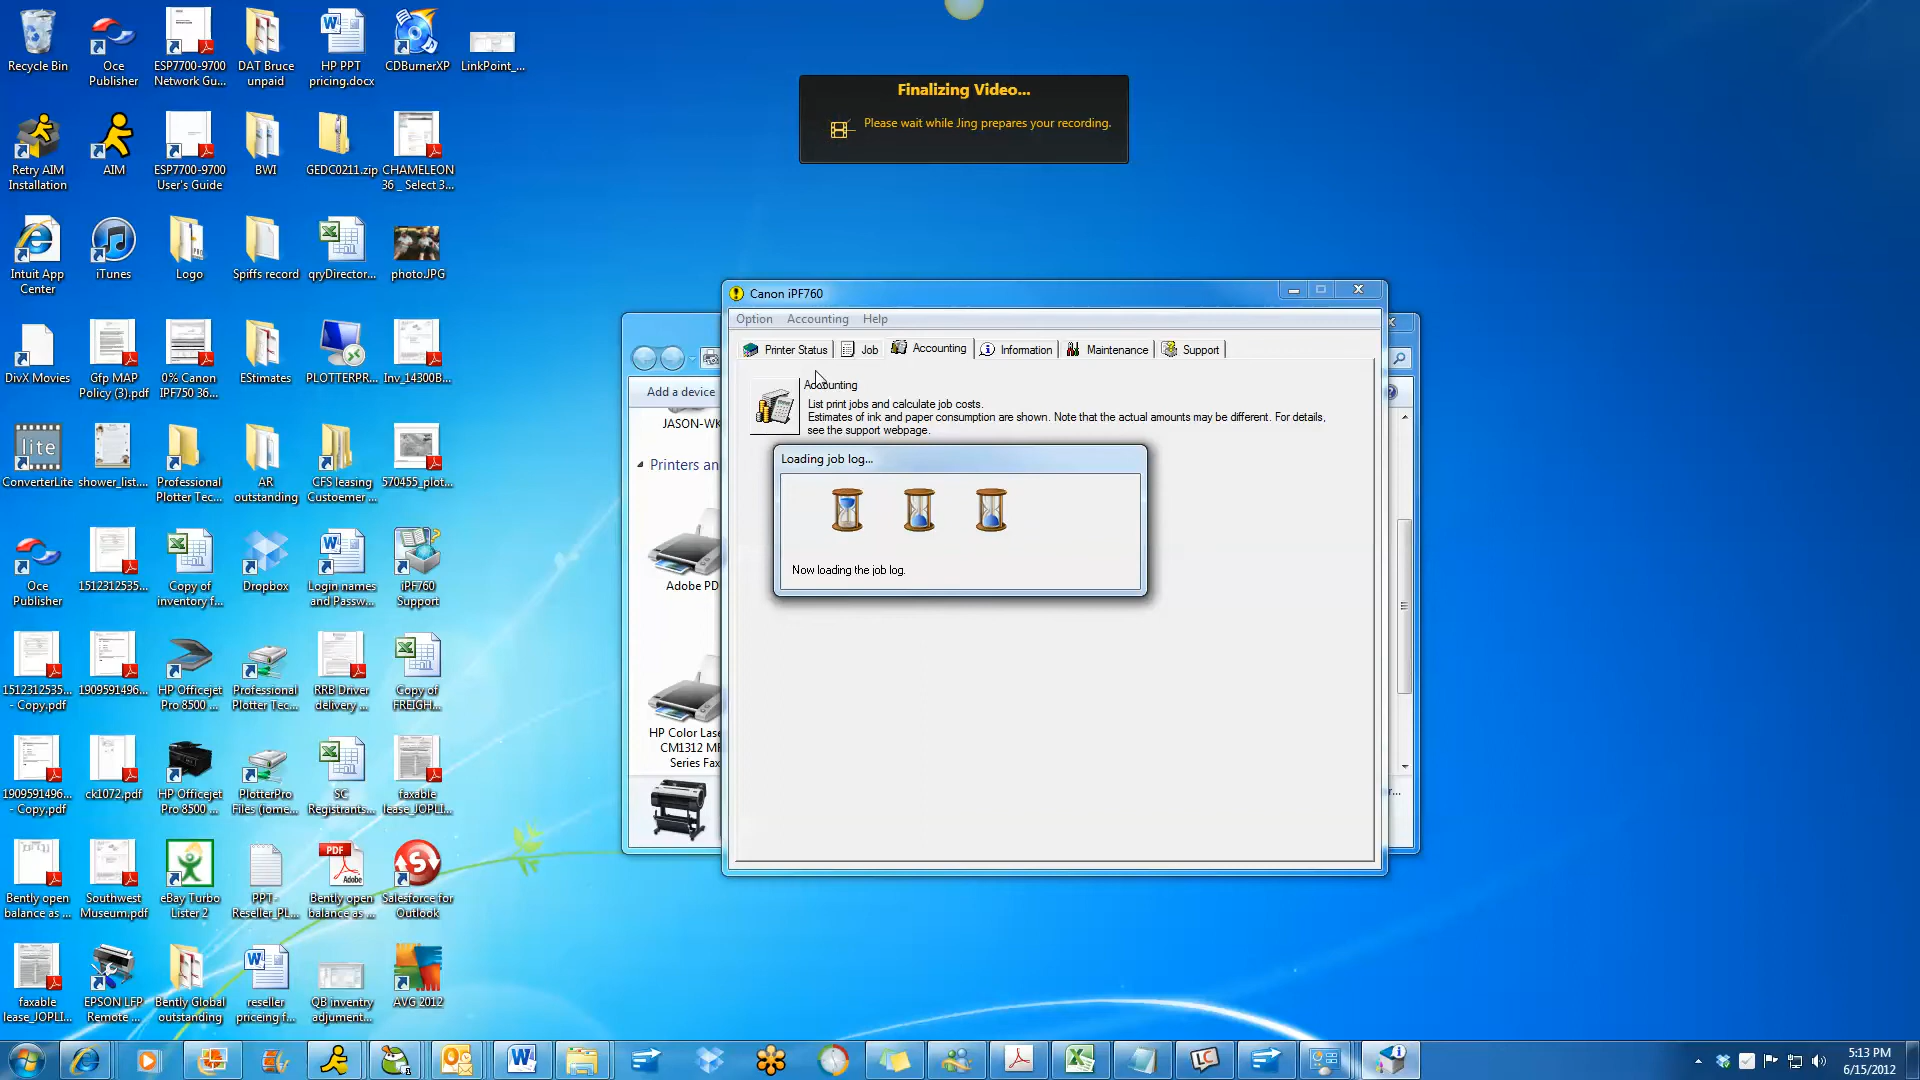 Recycle Bin
Oce
Publisher
ESP7700-9700
Network Gu...
DAT Bruce
unpaid
HP PPT
pricing.docx
CDBurnerXP
LinkPoint_...
Retry AIM
Installation
AIM
ESP7700-9700
User's Guide
BWI
GEDC0211.zip
CHAMELEON
36 _ Select 3...
Intuit App
Center
iTunes
Logo
Spiffs record
qryDirector...
photo.JPG
DivX Movies
Gfp MAP
Policy (3).pdf
0% Canon
IPF750 36...
EStimates
PLOTTERPR...
Inv_14300B...
lite
ConverterLite
shower_list....
Professional
Plotter Tec...
AR
outstanding
CFS leasing
Custoemer ...
570455_plot...
Oce
Publisher
1512312535...
Copy of
inventory f...
Dropbox
Login names
and Passw...
iPF760
Support
1512312535...
- Copy.pdf
1909591496...
HP Officejet
Pro 8500 ...
Professional
Plotter Tec...
RRB Driver
delivery ...
Copy of
FREIGH...
1909591496...
- Copy.pdf
ck1072.pdf
HP Officejet
Pro 8500 ...
PlotterPro
Files (iome...
SC
Registrants...
faxable
lease_JOPLI...
Bently open
balance as ...
Southwest
Museum.pdf
eBay Turbo
Lister 2
PPT-
Reseller_PL...
PDF
Adobe
Bently open
balance as ...
Salesforce for
Outlook
faxable
lease_JOPLI...
EPSON LFP
Remote ...
Bently Global
outstanding
reseller
priceing f...
QB inventry
adjument...
AVG 2012
Finalizing Video...
Please wait while Jing prepares your recording.
Canon iPF760
Option Accounting Help
Printer Status Job Accounting Information Maintenance Support
Accounting
List print jobs and calculate job costs.
Estimates of ink and paper consumption are shown. Note that the actual amounts may be different. For details,
see the support webpage.
Loading job log...
Now loading the job log.
Add a device
JASON-WK
Printers an
Adobe PD
HP Color Lase
CM1312 MF
Series Fax
r...
LC
5:13 PM
6/15/2012